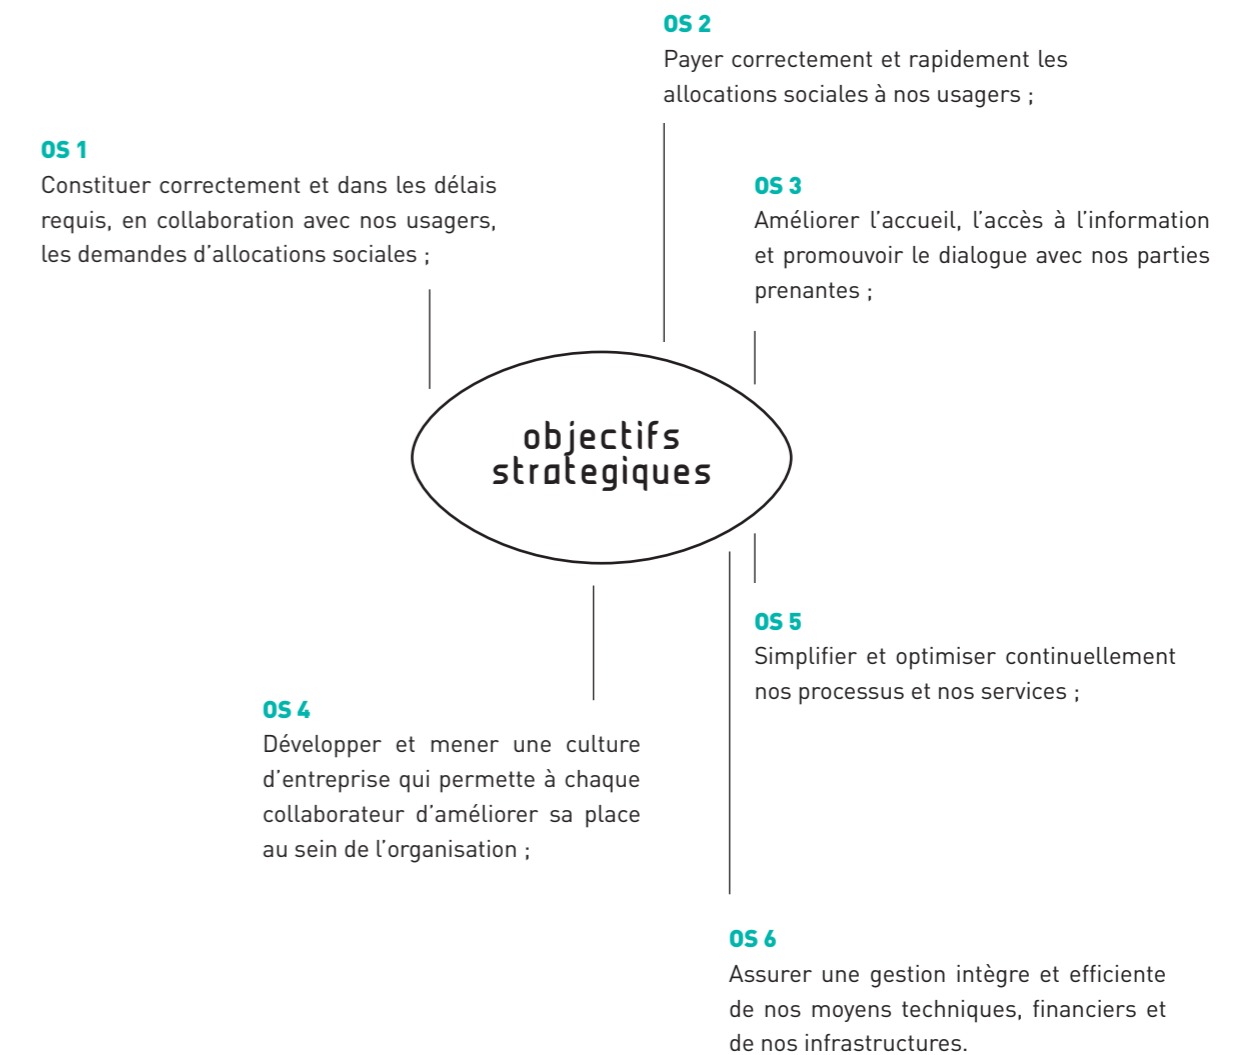 OS 2
Payer correctement et rapidement les
allocations sociales à nos usagers ;
OS 1
Constituer correctement et dans les délais
requis, en collaboration avec nos usagers,
les demandes d’allocations sociales ;
OS 3
Améliorer l’accueil, l’accès à l’information
et promouvoir le dialogue avec nos parties
prenantes ;
objectifs
strategiques
OS 5
Simplifier et optimiser continuellement
nos processus et nos services ;
OS 4
Développer et mener une culture
d’entreprise qui permette à chaque
collaborateur d’améliorer sa place
au sein de l’organisation ;
OS 6
Assurer une gestion intègre et efficiente
de nos moyens techniques, financiers et
de nos infrastructures.